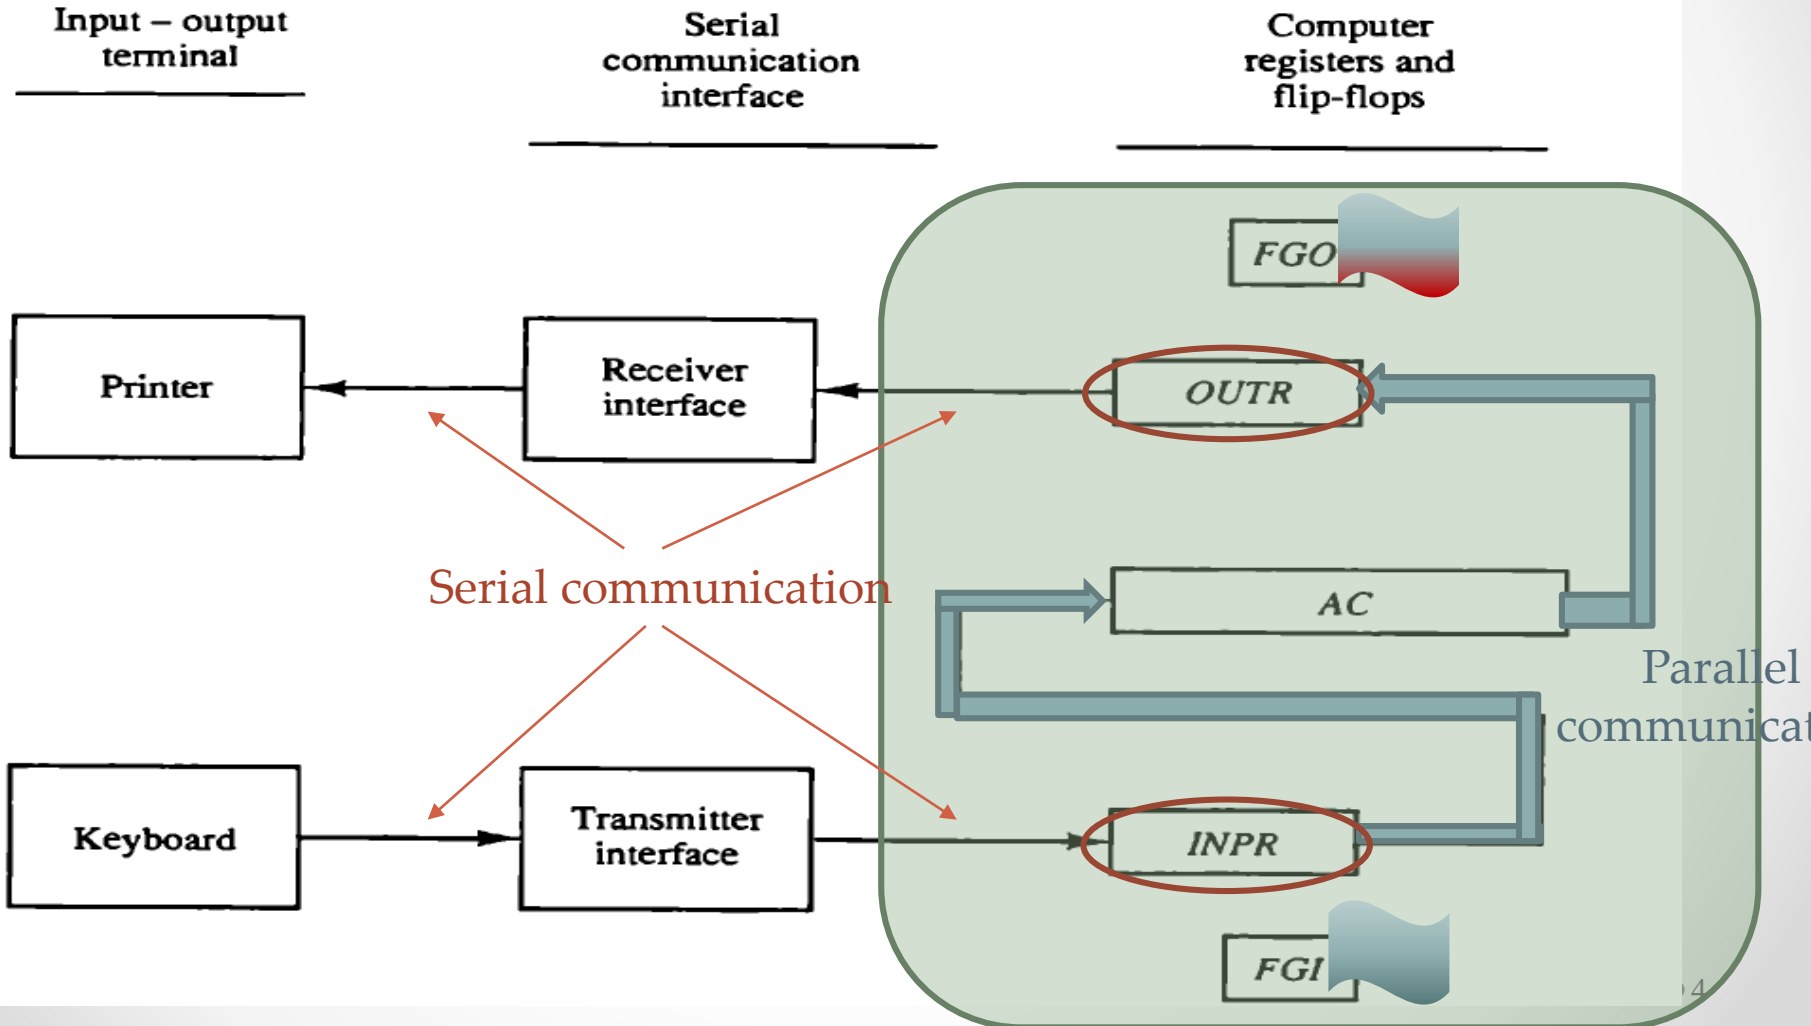 Input – output
terminal
Serial
communication
interface
Computer
registers and
flip-flops
FGO
Printer
Receiver
interface
OUTR
Serial communication
AC
Parallel
Keyboard
Transmitter
interface
INPR
FGI
4